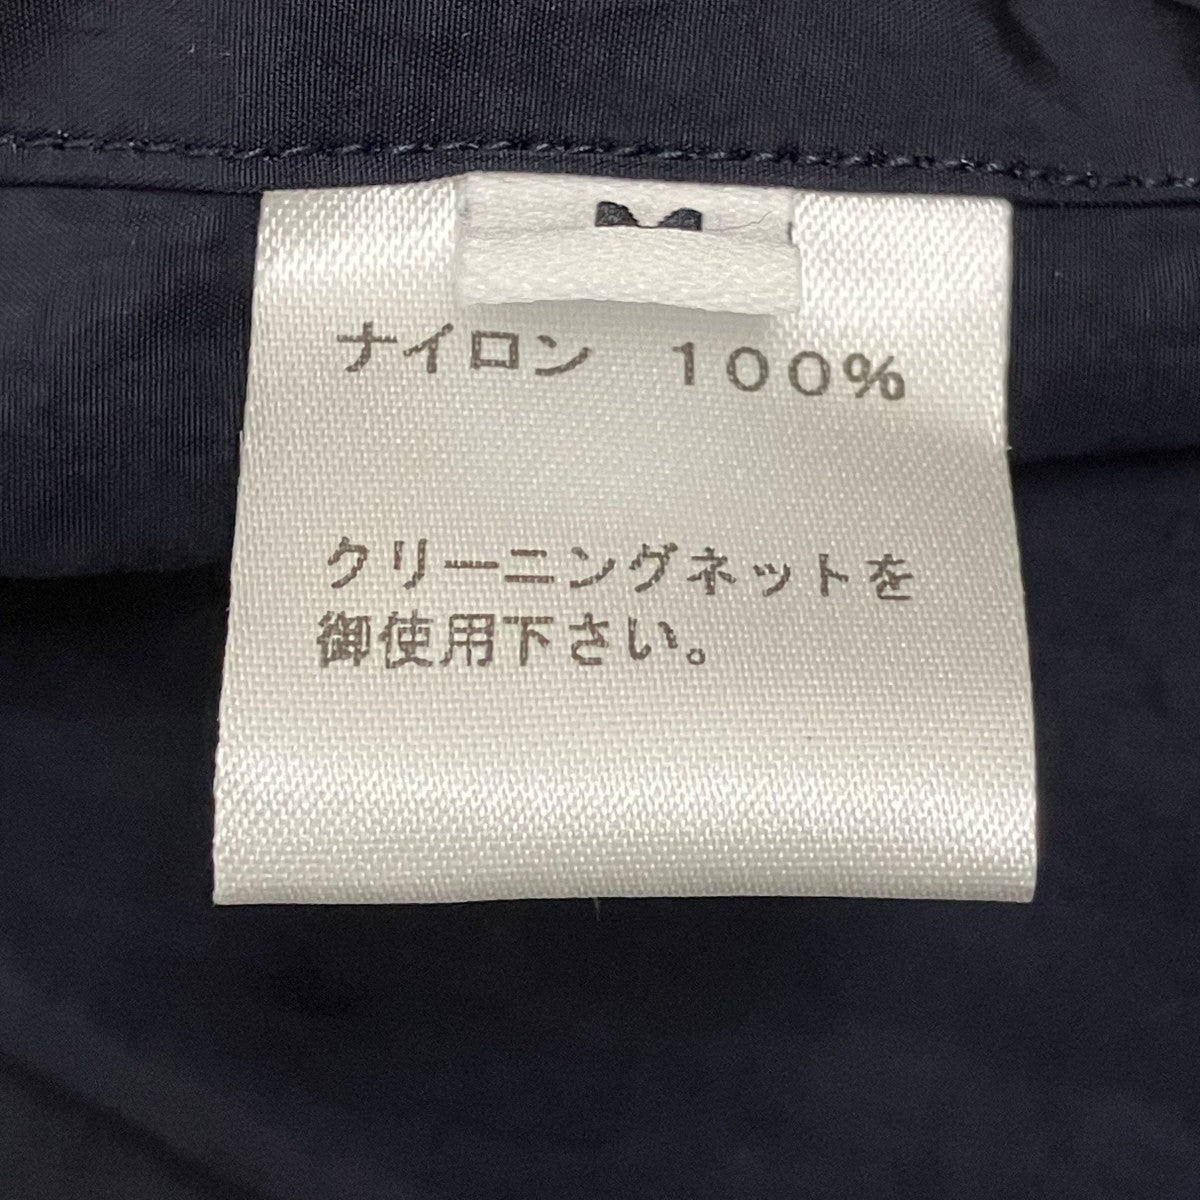 ナイロン　１００％
クリーニングネットを
御使用下さい。